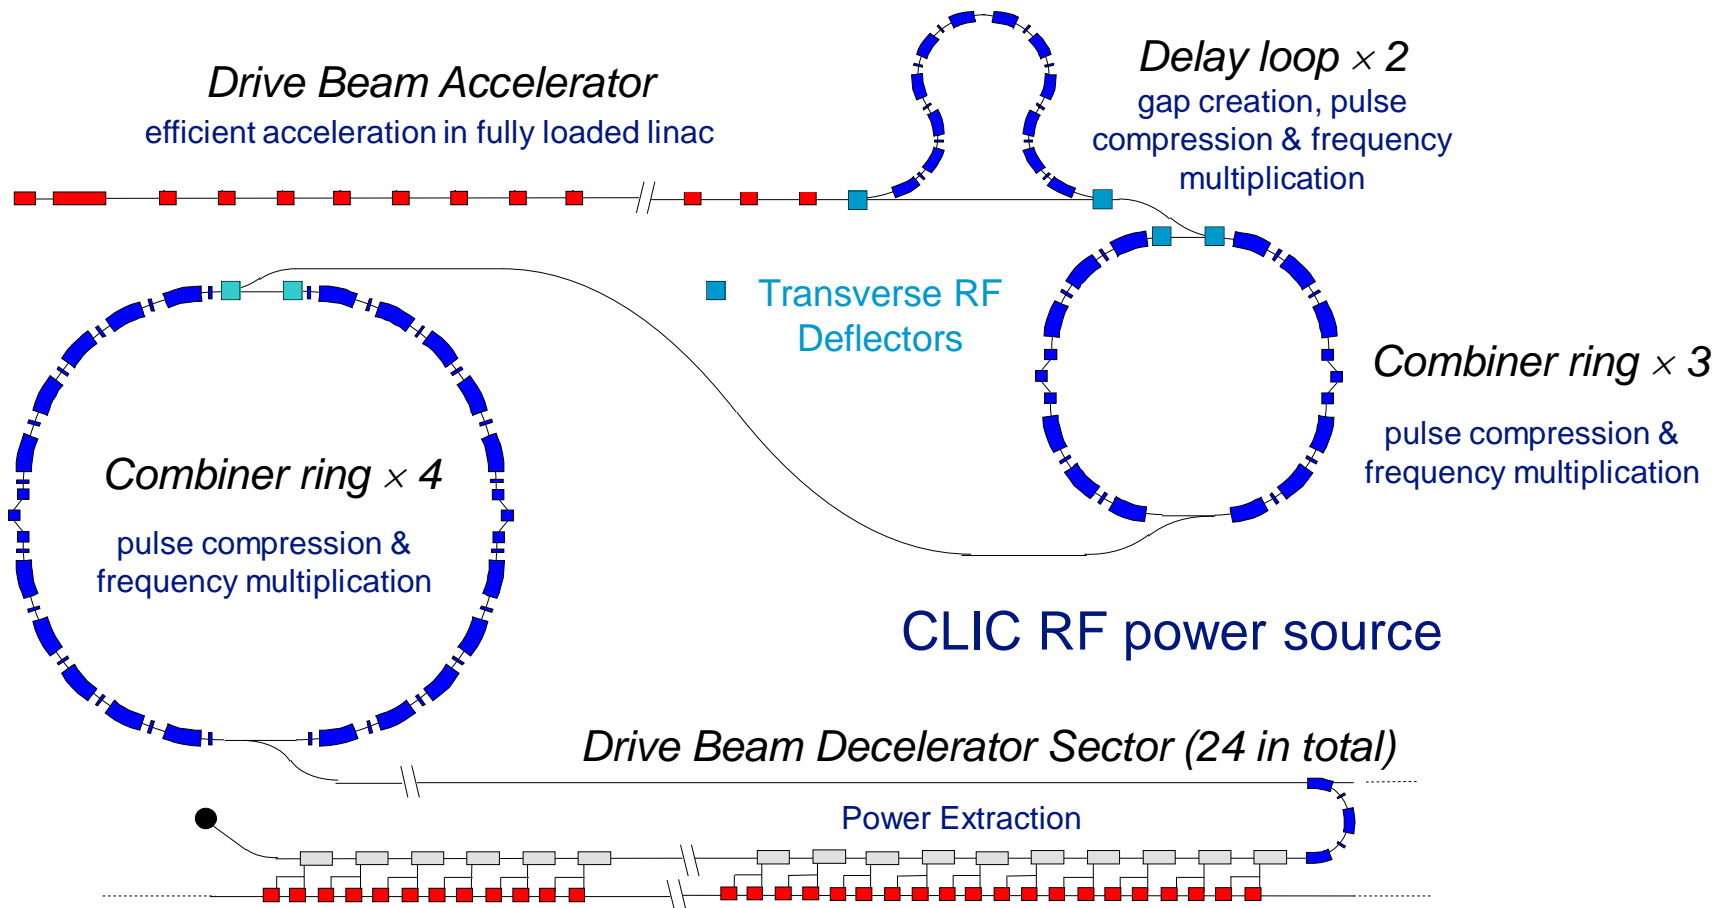 Drive Beam Accelerator
efficient acceleration in fully loaded linac
Delay loop × 2
gap creation, pulse
compression & frequency
multiplication
Transverse RF
Deflectors
Combiner ring × 3
pulse compression &
frequency multiplication
Combiner ring × 4
pulse compression &
frequency multiplication
CLIC RF power source
Drive Beam Decelerator Sector (24 in total)
Power Extraction